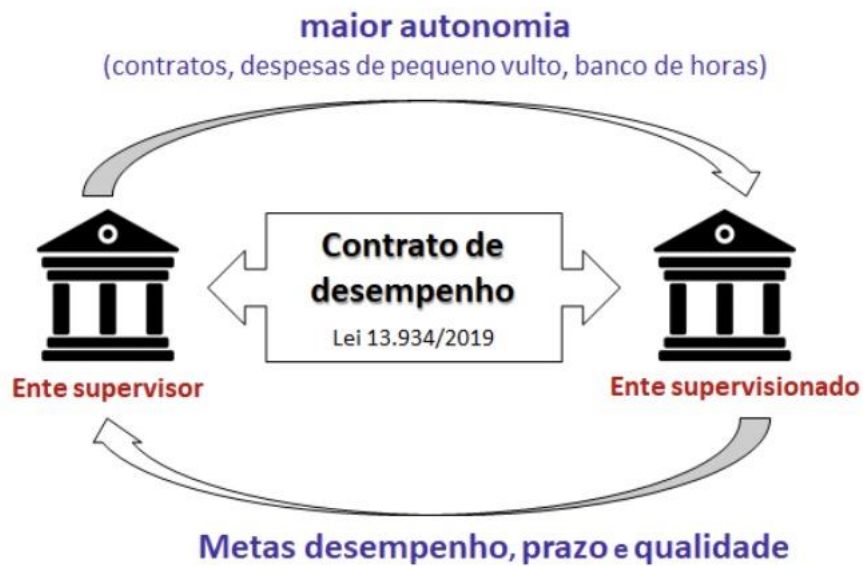 maior autonomia
(contratos, despesas de pequeno vulto, banco de horas)
Contrato de
desempenho
Lei 13.934/2019
Ente supervisor
Ente supervisionado
Metas desempenho, prazo e qualidade